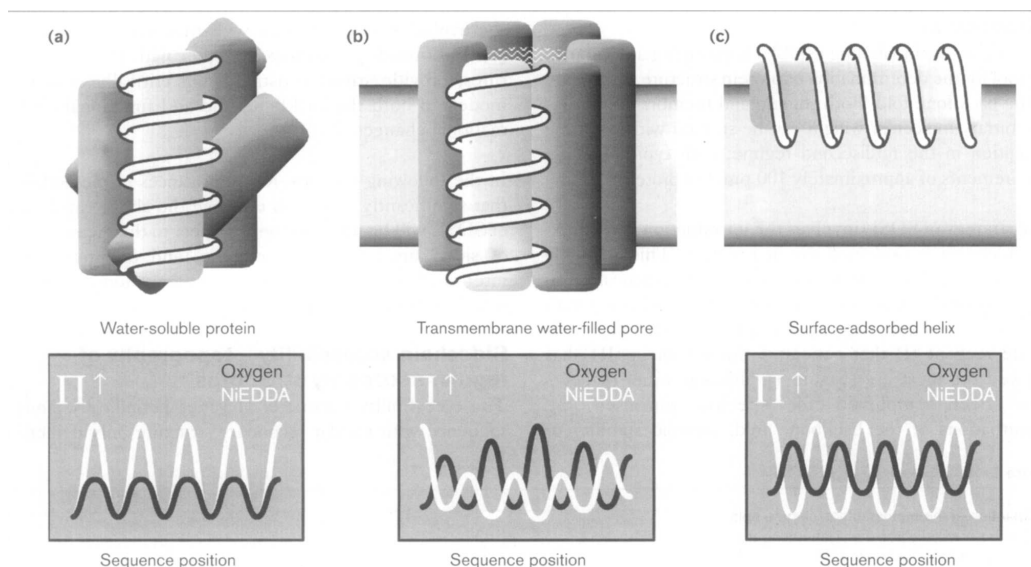 (a)
(b)
(c)
Water-soluble protein
Transmembrane water-filled pore
Surface-adsorbed helix
Π ↑
Oxygen
NiEDDA
Π ↑
Oxygen
NiEDDA
Π ↑
Oxygen
NiEDDA
Sequence position
Sequence position
Sequence position